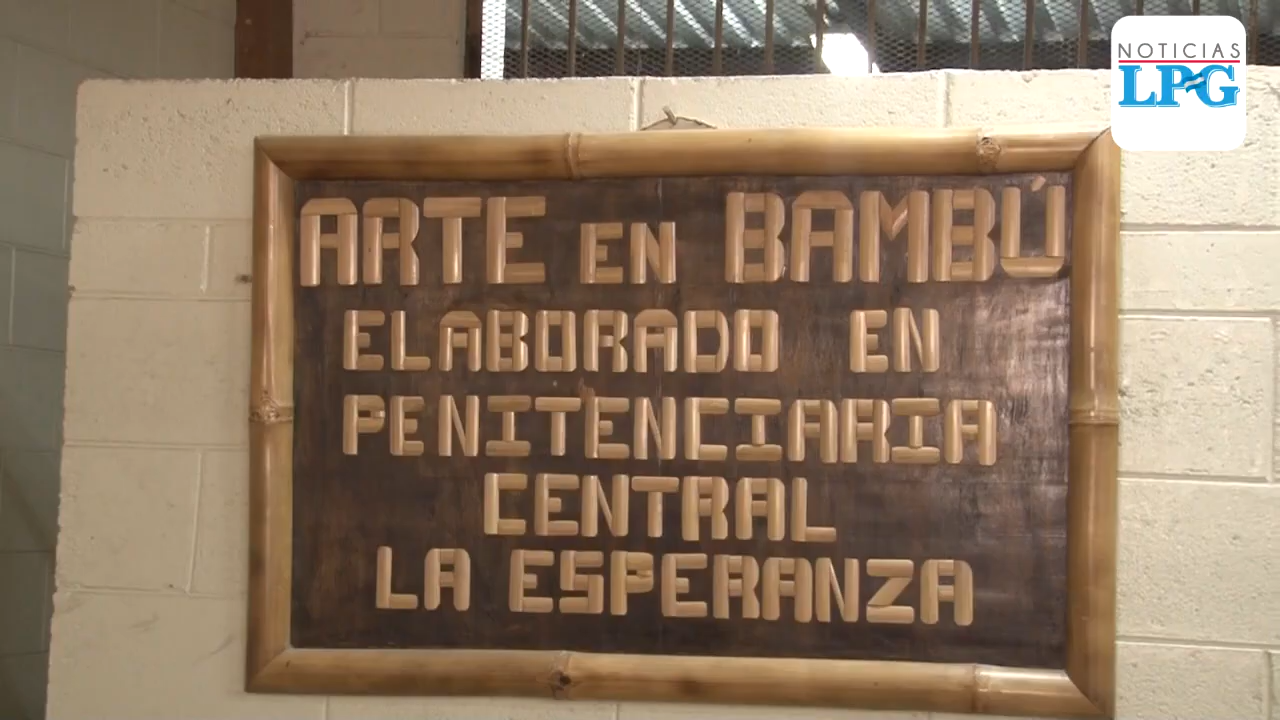 NOTICIAS
LPG
ARTE EN BAMBÚ
ELABORADO EN
PENITENCIARIA
CENTRAL
LA ESPERANZA